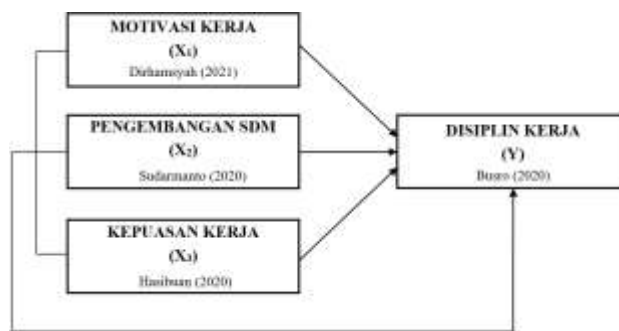 MOTIVASI KERJA
(X₁)
Dirhamsyah (2021)
PENGEMBANGAN SDM
(X₂)
Sudarmanto (2020)
KEPUASAN KERJA
(X₃)
Hasibuan (2020)
DISIPLIN KERJA
(Y)
Busro (2020)